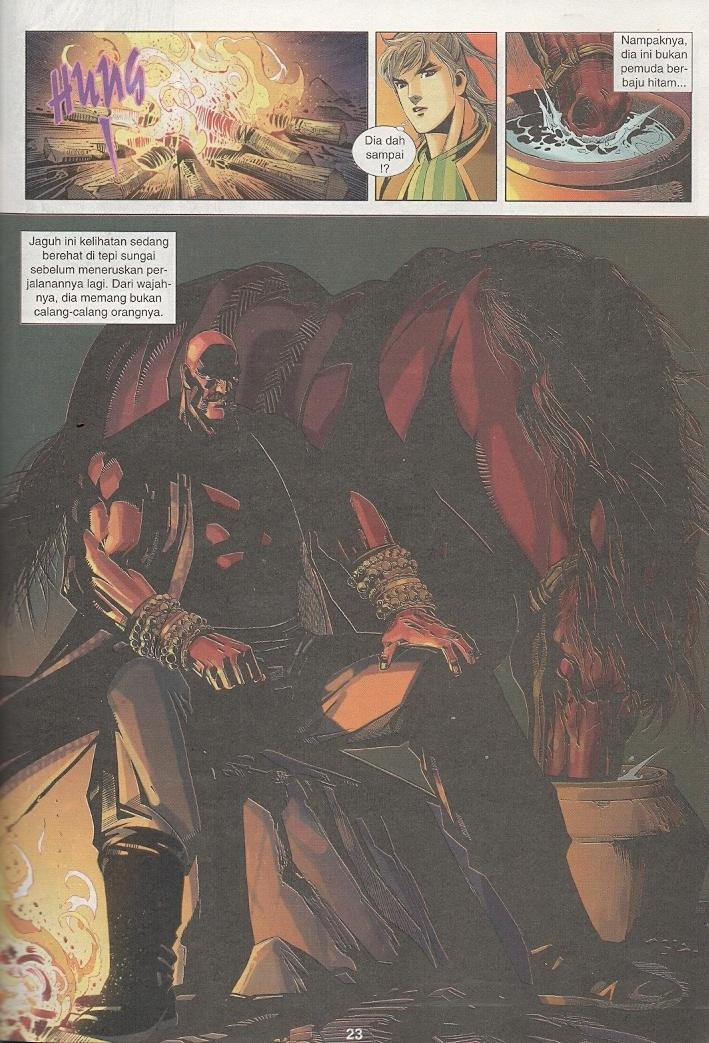 HUNG
!
Dia dah
sampai
!?
Nampaknya,
dia ini bukan
pemuda ber-
baju hitam...
Jaguh ini kelihatan sedang
berehat di tepi sungai
sebelum meneruskan per-
jalanannya lagi. Dari wajah-
nya, dia memang bukan
calang-calang orangnya.
23